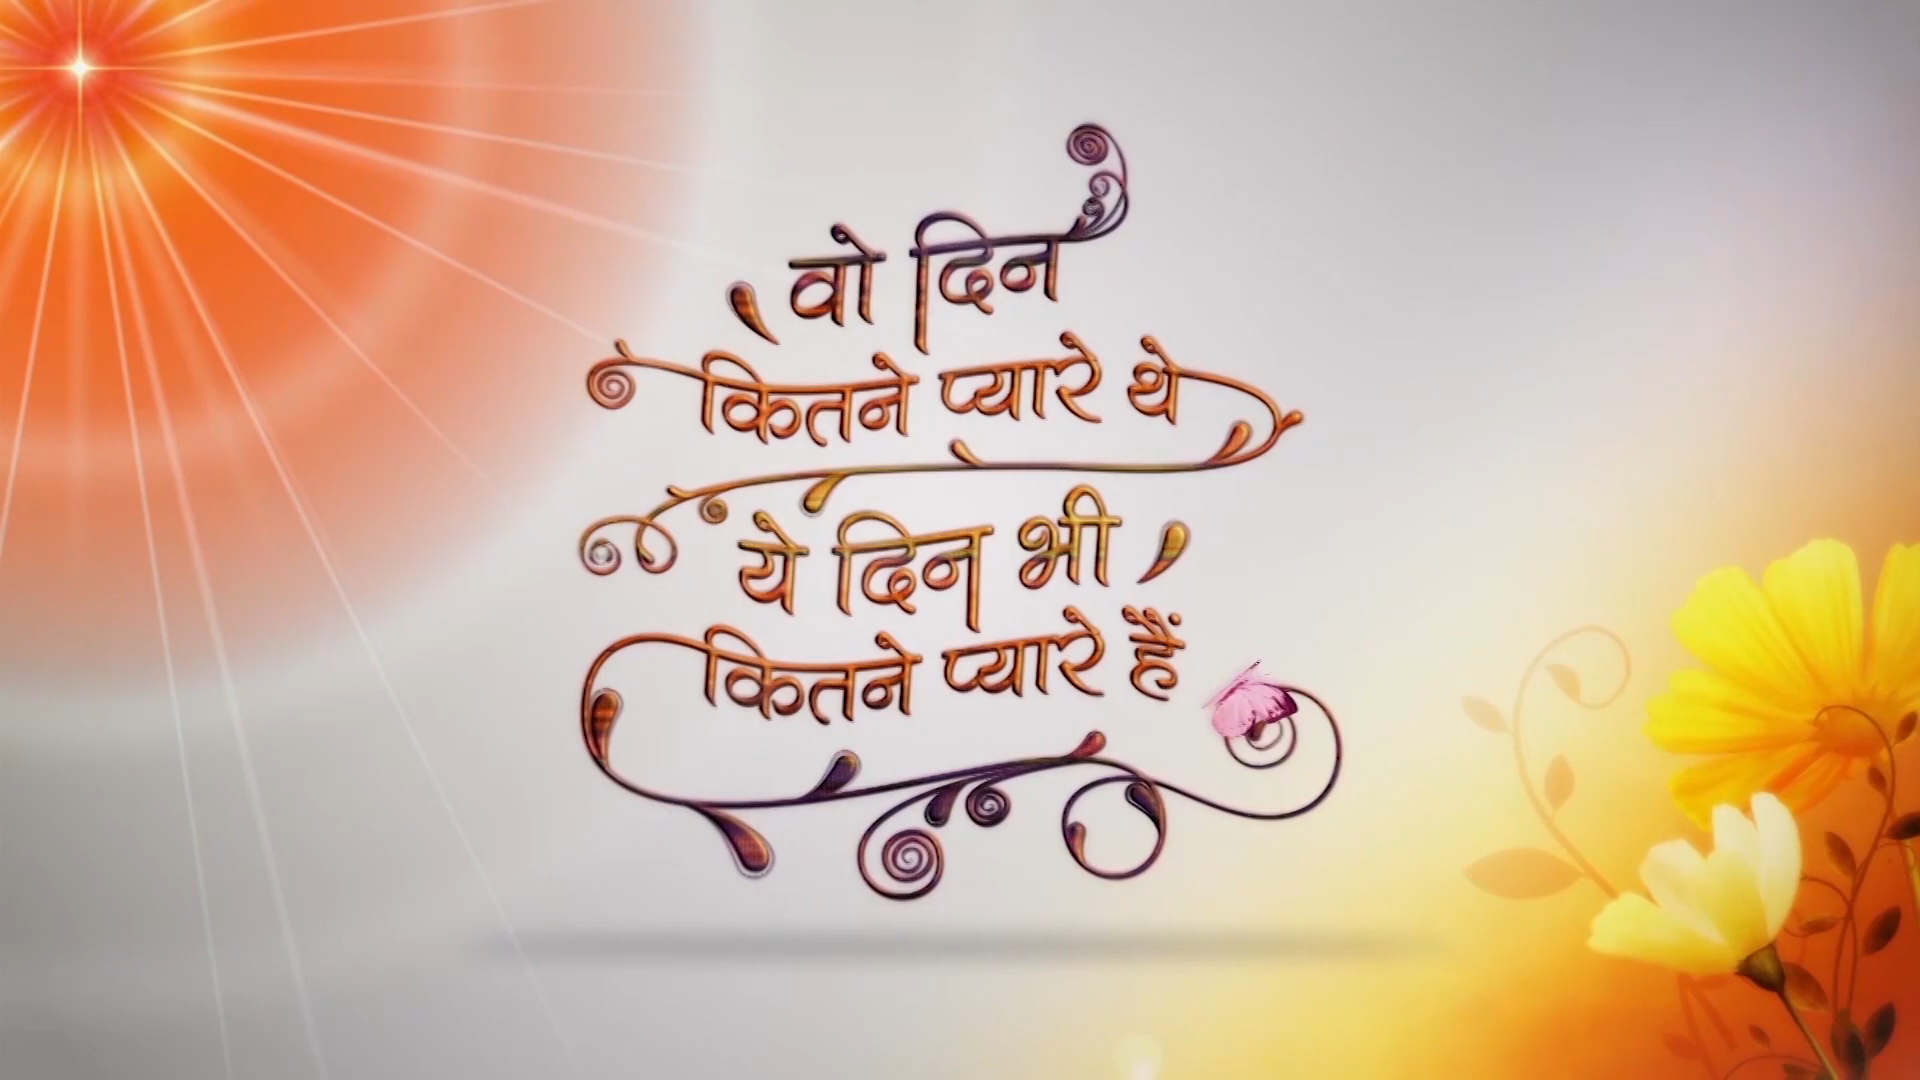 वो दिन
कितने प्यारे थे
ये दिन भी
कितने प्यारे हैं